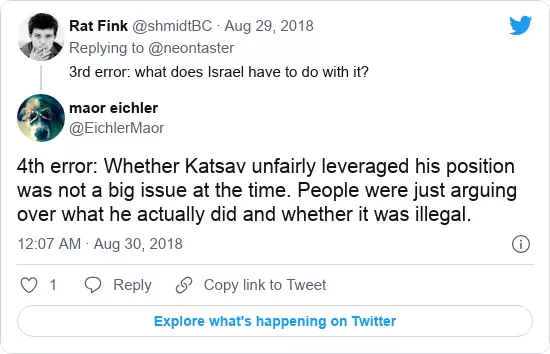 Rat Fink @shmidtBC · Aug 29, 2018
Replying to @neontaster
3rd error: what does Israel have to do with it?
maor eichler
@EichlerMaor
4th error: Whether Katsav unfairly leveraged his position
was not a big issue at the time. People were just arguing
over what he actually did and whether it was illegal.
12:07 AM · Aug 30, 2018
1 Reply Copy link to Tweet
Explore what's happening on Twitter